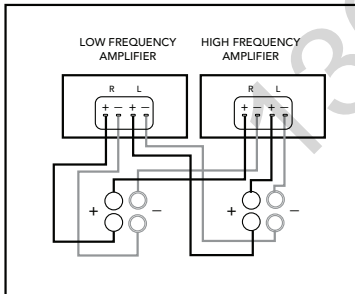 LOW FREQUENCY
AMPLIFIER
HIGH FREQUENCY
AMPLIFIER
R L
+ − + −
R L
+ − + −
+ −
+ −